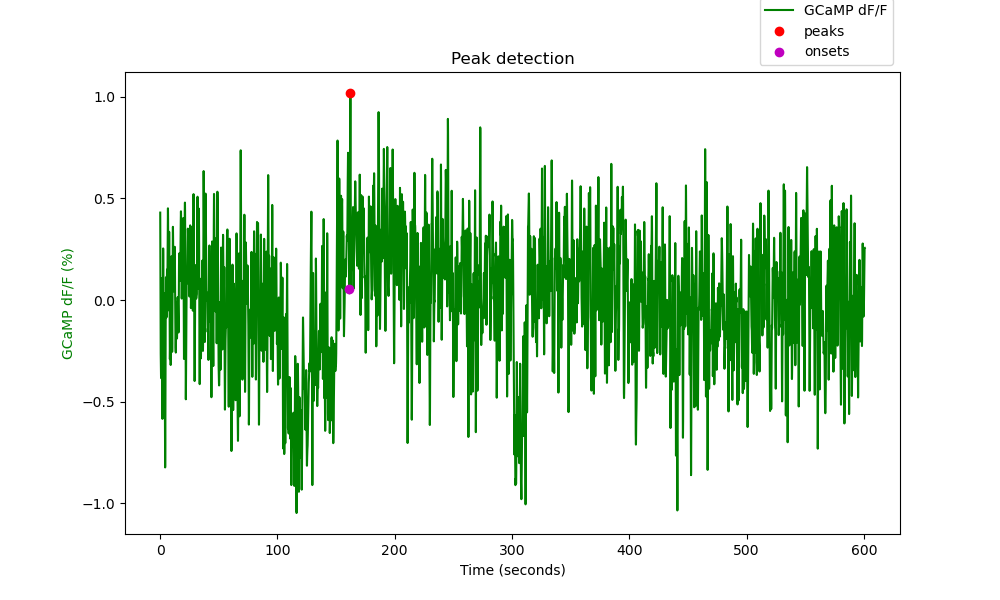 GCaMP dF/F
peaks
onsets
Peak detection
GCaMP dF/F (%)
1.0
0.5
0.0
−0.5
−1.0
0 100 200 300 400 500 600
Time (seconds)